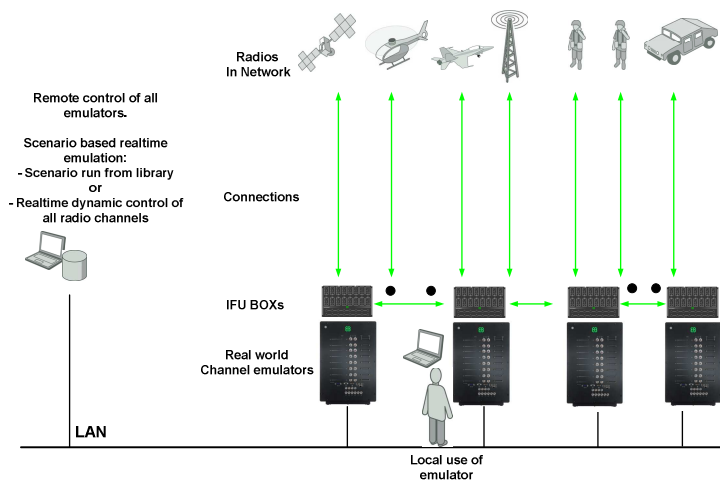 Radios
In Network
Remote control of all
emulators.
Scenario based realtime
emulation:
- Scenario run from library
or
- Realtime dynamic control of
all radio channels
Connections
IFU BOXs
Real world
Channel emulators
LAN
Local use of
emulator